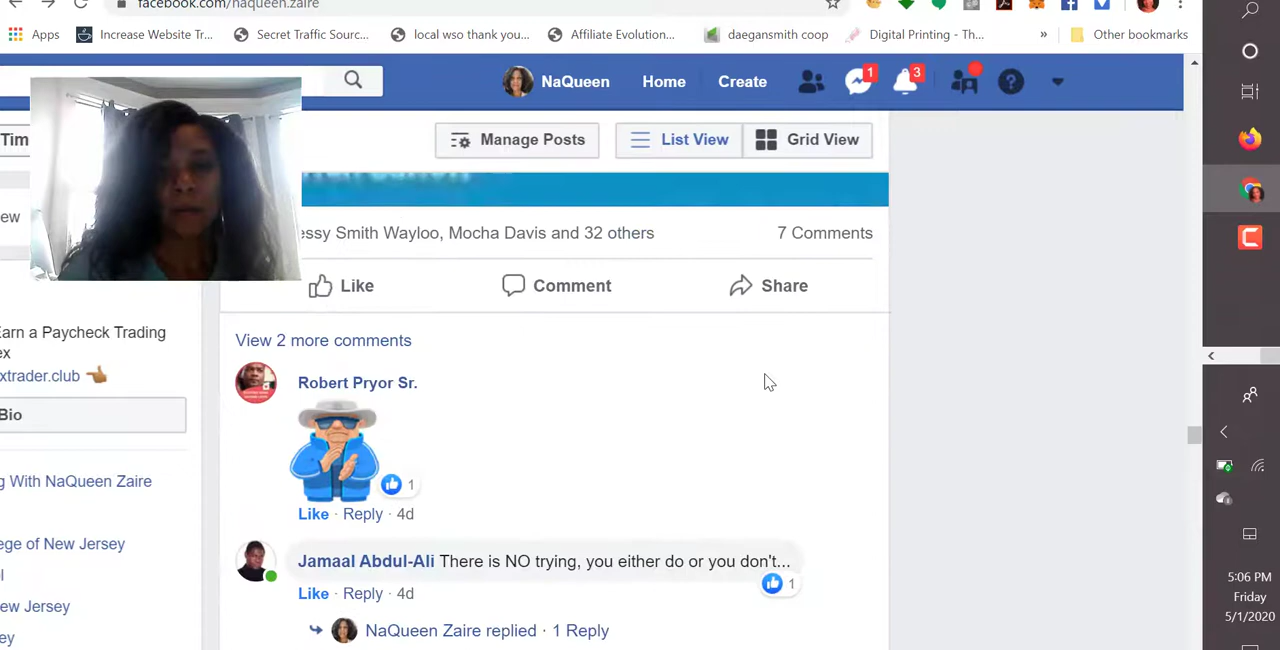 facebook.com/naqueen.zaire
Apps Increase Website Tr... Secret Traffic Sourc... local wso thank you... Affiliate Evolution... daegansmith coop Digital Printing - Th... » Other bookmarks
NaQueen Home Create 1 3
Tim
Manage Posts List View Grid View
ew
essy Smith Wayloo, Mocha Davis and 32 others 7 Comments
Like Comment Share
Earn a Paycheck Trading
ex
xtrader.club
Bio
View 2 more comments
Robert Pryor Sr.
1
Like · Reply · 4d
g With NaQueen Zaire
ege of New Jersey
ew Jersey
ey
Jamaal Abdul-Ali There is NO trying, you either do or you don't...
1
Like · Reply · 4d
NaQueen Zaire replied · 1 Reply
5:06 PM
Friday
5/1/2020